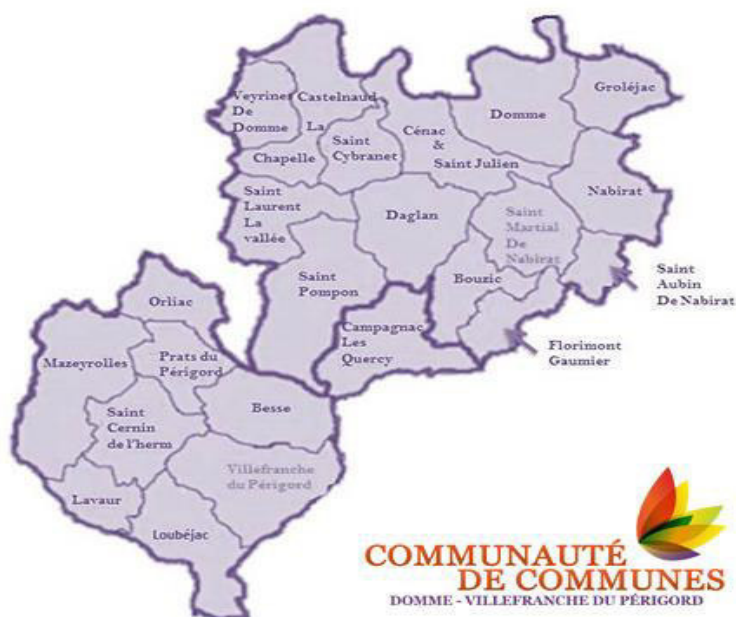 Veyrines
De
Domme
Castelnaud
La
Chapelle
Saint
Cybranet
Cénac
&
Saint Julien
Domme
Groléjac
Saint
Laurent
La
vallée
Daglan
Saint
Martial
De
Nabirat
Nabirat
Saint
Pompon
Bouzic
Saint
Aubin
De Nabirat
Campagnac
Les
Quercy
Florimont
Gaumier
Orliac
Mazeyrolles
Prats du
Périgord
Besse
Saint
Cernin
de l'herm
Villefranche
du Périgord
Lavaur
Loubéjac
COMMUNAUTÉ
DE COMMUNES
DOMME - VILLEFRANCHE DU PÉRIGORD